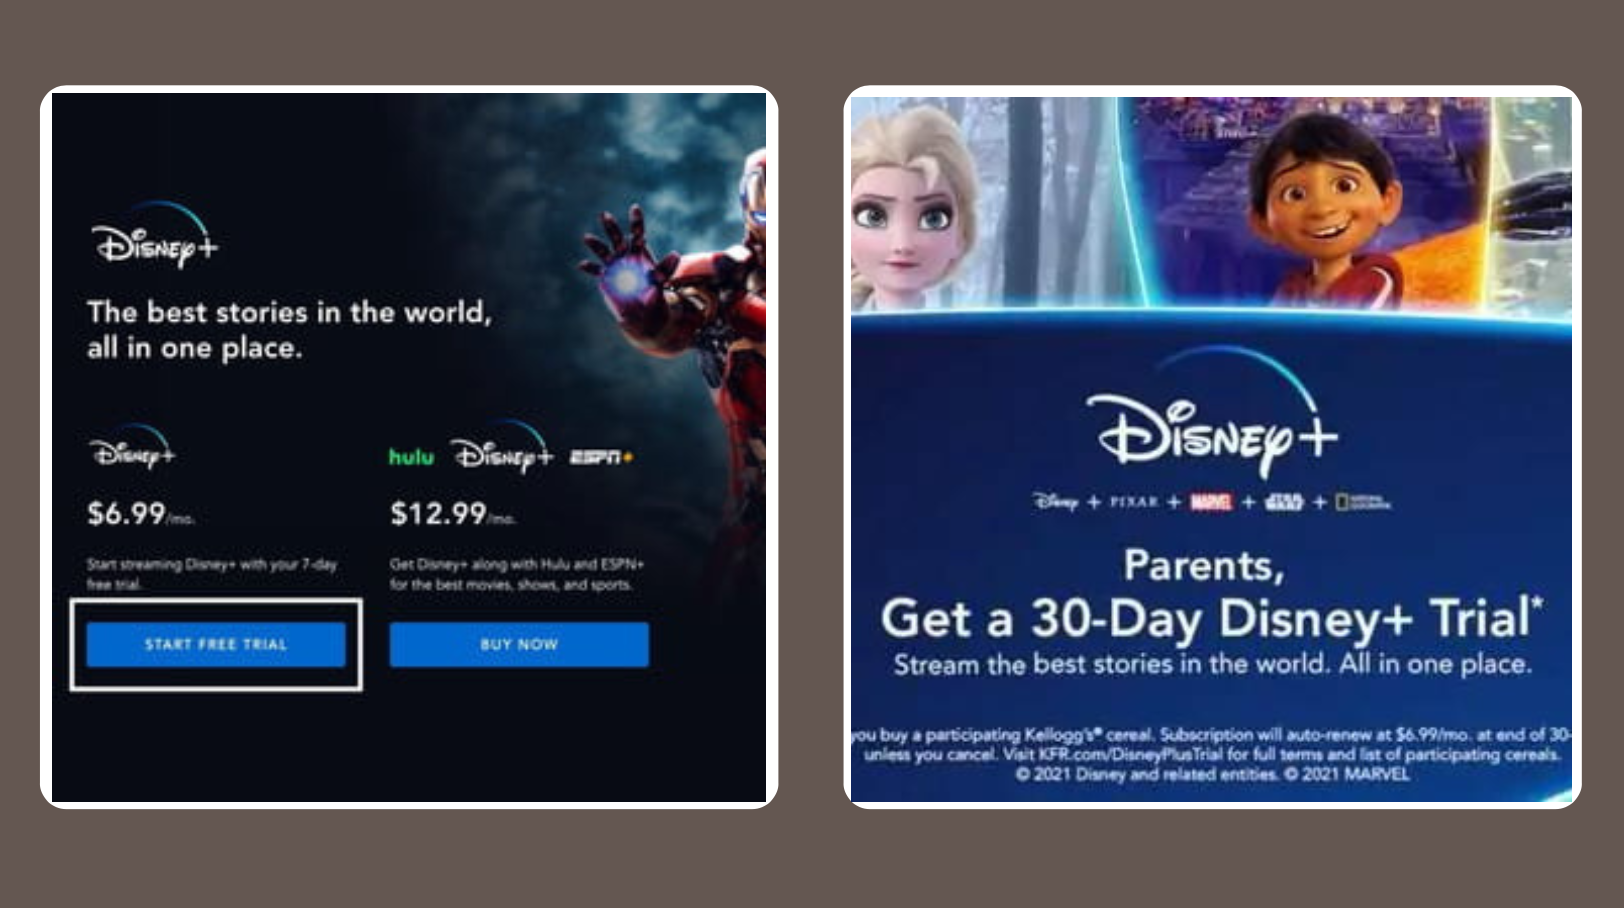 Disney+
The best stories in the world,
all in one place.
Disney+
$6.99/mo.
Start streaming Disney+ with your 7-day
free trial.
START FREE TRIAL
hulu Disney+ ESPN+
$12.99/mo.
Get Disney+ along with Hulu and ESPN+
for the best movies, shows, and sports.
BUY NOW
Disney+
Disney + PIXAR + MARVEL + STAR WARS + NATIONAL GEOGRAPHIC
Parents,
Get a 30-Day Disney+ Trial*
Stream the best stories in the world. All in one place.
you buy a participating Kellogg's® cereal. Subscription will auto-renew at $6.99/mo. at end of 30-
unless you cancel. Visit KFR.com/DisneyPlusTrial for full terms and list of participating cereals.
© 2021 Disney and related entities. © 2021 MARVEL